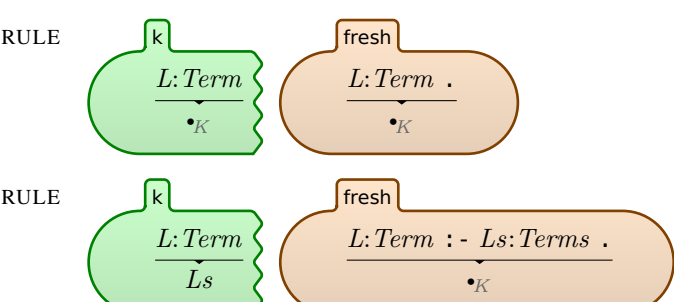 k fresh
RULE L:Term L:Term .
•K •K
k fresh
RULE L:Term L:Term :- Ls:Terms .
Ls •K